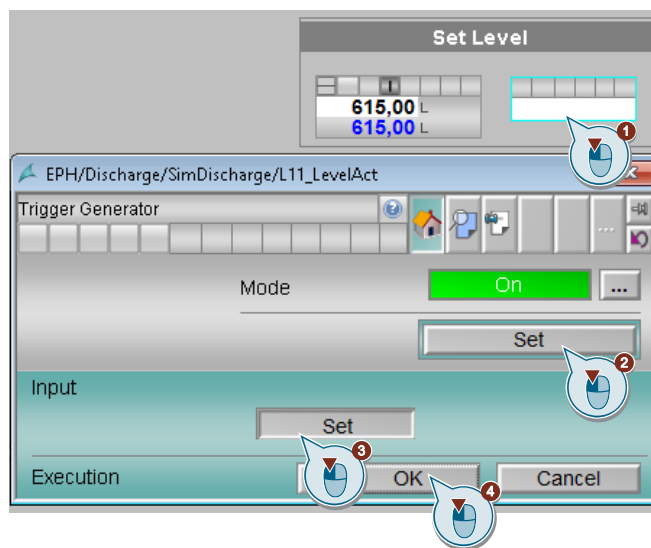 Set Level
I
615,00 L
615,00 L
1
EPH/Discharge/SimDischarge/L11_LevelAct
Trigger Generator
...
Mode On ...
Set
2
Input
Set
3
Execution OK Cancel
4